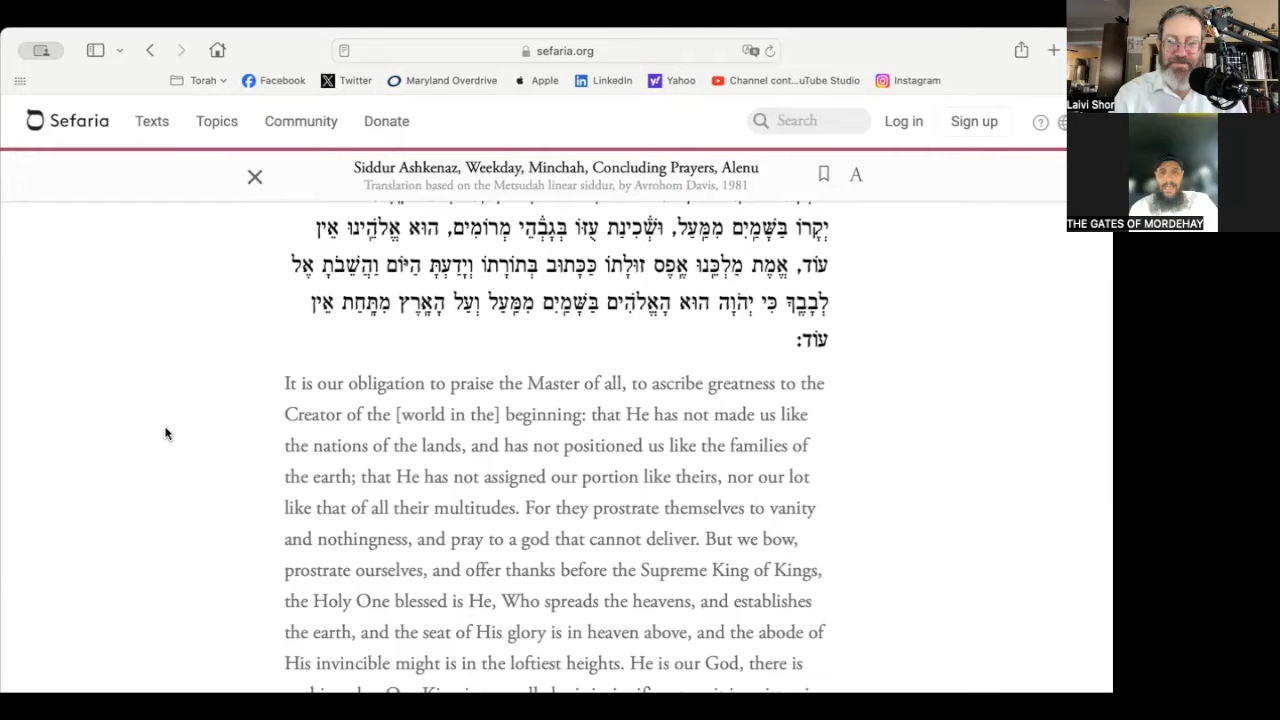 sefaria.org
Torah
Facebook
Twitter
Maryland Overdrive
Apple
LinkedIn
Yahoo
Channel cont...uTube Studio
Instagram
Sefaria
Texts
Topics
Community
Donate
Search
Log in
Sign up
Siddur Ashkenaz, Weekday, Minchah, Concluding Prayers, Alenu
Translation based on the Metsudah linear siddur, by Avrohom Davis, 1981
A
יְקָרוֹ בַּשָּׁמַֽיִם מִמַּֽעַל, וּשְׁ֒כִינַת עֻזּוֹ בְּגָבְ֒הֵי מְרוֹמִים, הוּא אֱלֹהֵֽינוּ אֵין
עוֹד, אֱמֶת מַלְכֵּֽנוּ אֶֽפֶס זוּלָתוֹ כַּכָּתוּב בְּתוֹרָתוֹ וְיָדַעְתָּ הַיּוֹם וַהֲשֵׁבֹתָ אֶל
לְבָבֶֽךָ כִּי יְהֹוָה הוּא הָאֱלֹהִים בַּשָּׁמַֽיִם מִמַּֽעַל וְעַל הָאָֽרֶץ מִתָּֽחַת אֵין
עוֹד:
It is our obligation to praise the Master of all, to ascribe greatness to the
Creator of the [world in the] beginning: that He has not made us like
the nations of the lands, and has not positioned us like the families of
the earth; that He has not assigned our portion like theirs, nor our lot
like that of all their multitudes. For they prostrate themselves to vanity
and nothingness, and pray to a god that cannot deliver. But we bow,
prostrate ourselves, and offer thanks before the Supreme King of Kings,
the Holy One blessed is He, Who spreads the heavens, and establishes
the earth, and the seat of His glory is in heaven above, and the abode of
His invincible might is in the loftiest heights. He is our God, there is
Laivi Shor
THE GATES OF MORDEHAY